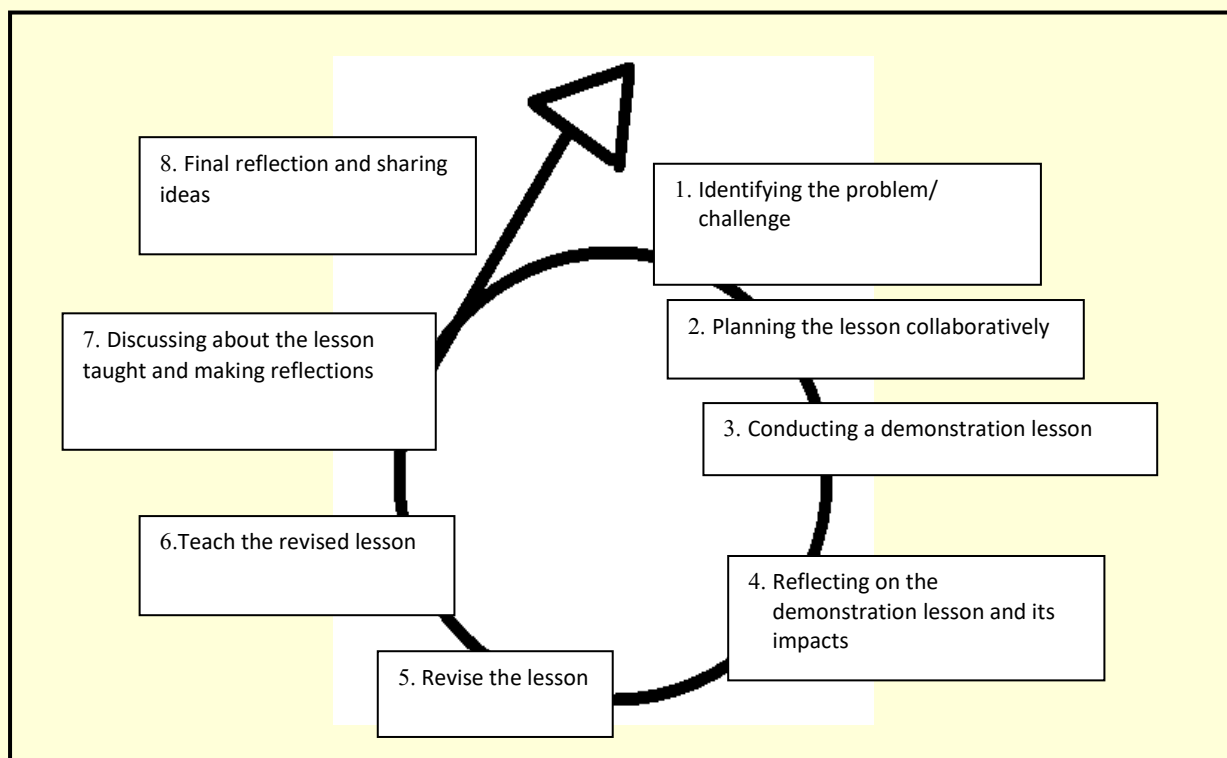 1. Identifying the problem/
challenge
2. Planning the lesson collaboratively
3. Conducting a demonstration lesson
4. Reflecting on the
demonstration lesson and its
impacts
5. Revise the lesson
6.Teach the revised lesson
7. Discussing about the lesson
taught and making reflections
8. Final reflection and sharing
ideas